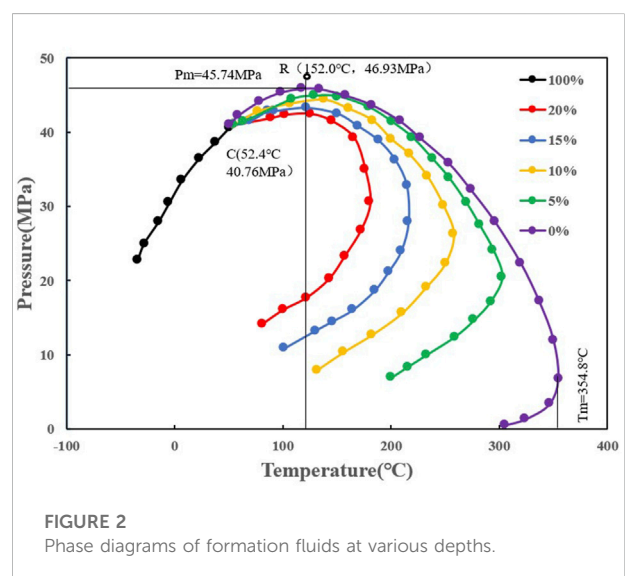 50
40
30
20
10
0
Pressure(MPa)
Pm=45.74MPa
R（152.0℃，46.93MPa）
C(52.4℃
40.76MPa）
100%
20%
15%
10%
5%
0%
Tm=354.8℃
-100
0
100
200
300
400
Temperature(℃)
FIGURE 2
Phase diagrams of formation fluids at various depths.